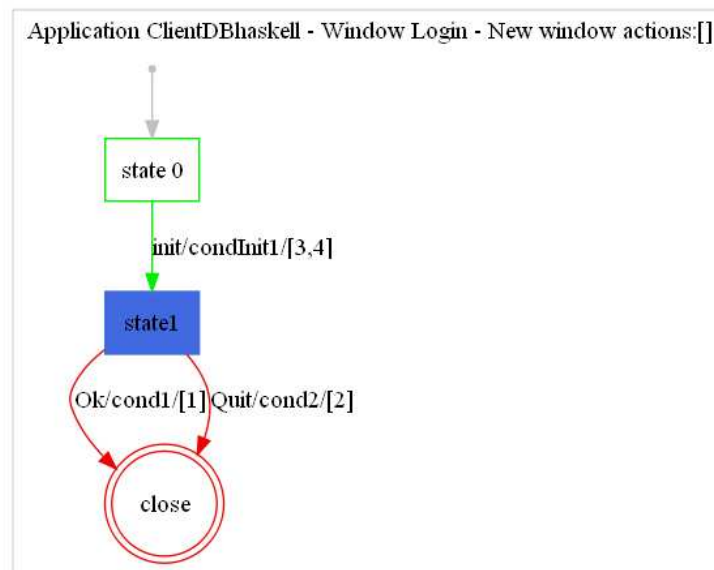 Application ClientDBhaskell - Window Login - New window actions:[]
state 0
init/condInit1/[3,4]
state1
Ok/cond1/[1]
Quit/cond2/[2]
close